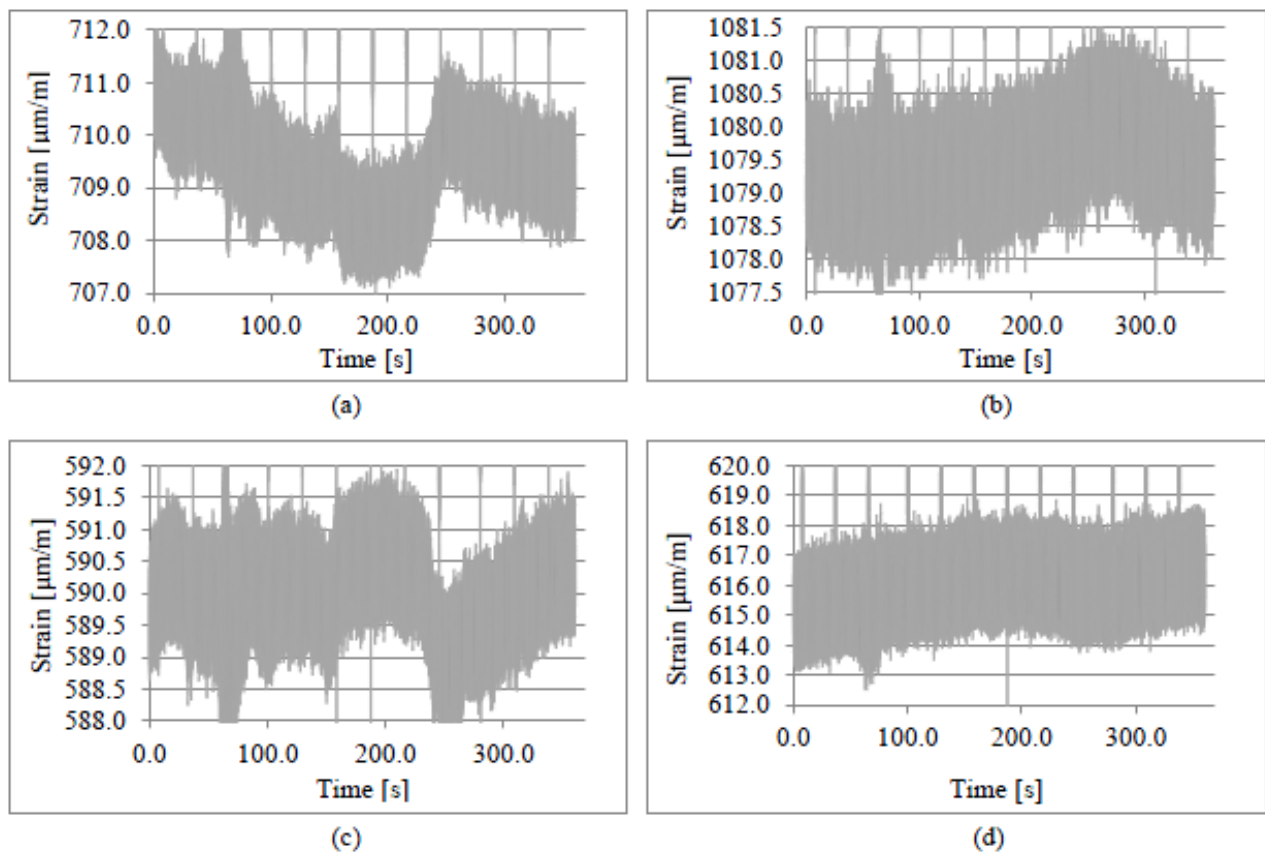 712.0
711.0
710.0
709.0
708.0
707.0
Strain [µm/m]
0.0 100.0 200.0 300.0
Time [s]
(a)
1081.5
1081.0
1080.5
1080.0
1079.5
1079.0
1078.5
1078.0
1077.5
Strain [µm/m]
0.0 100.0 200.0 300.0
Time [s]
(b)
592.0
591.5
591.0
590.5
590.0
589.5
589.0
588.5
588.0
Strain [µm/m]
0.0 100.0 200.0 300.0
Time [s]
(c)
620.0
619.0
618.0
617.0
616.0
615.0
614.0
613.0
612.0
Strain [µm/m]
0.0 100.0 200.0 300.0
Time [s]
(d)